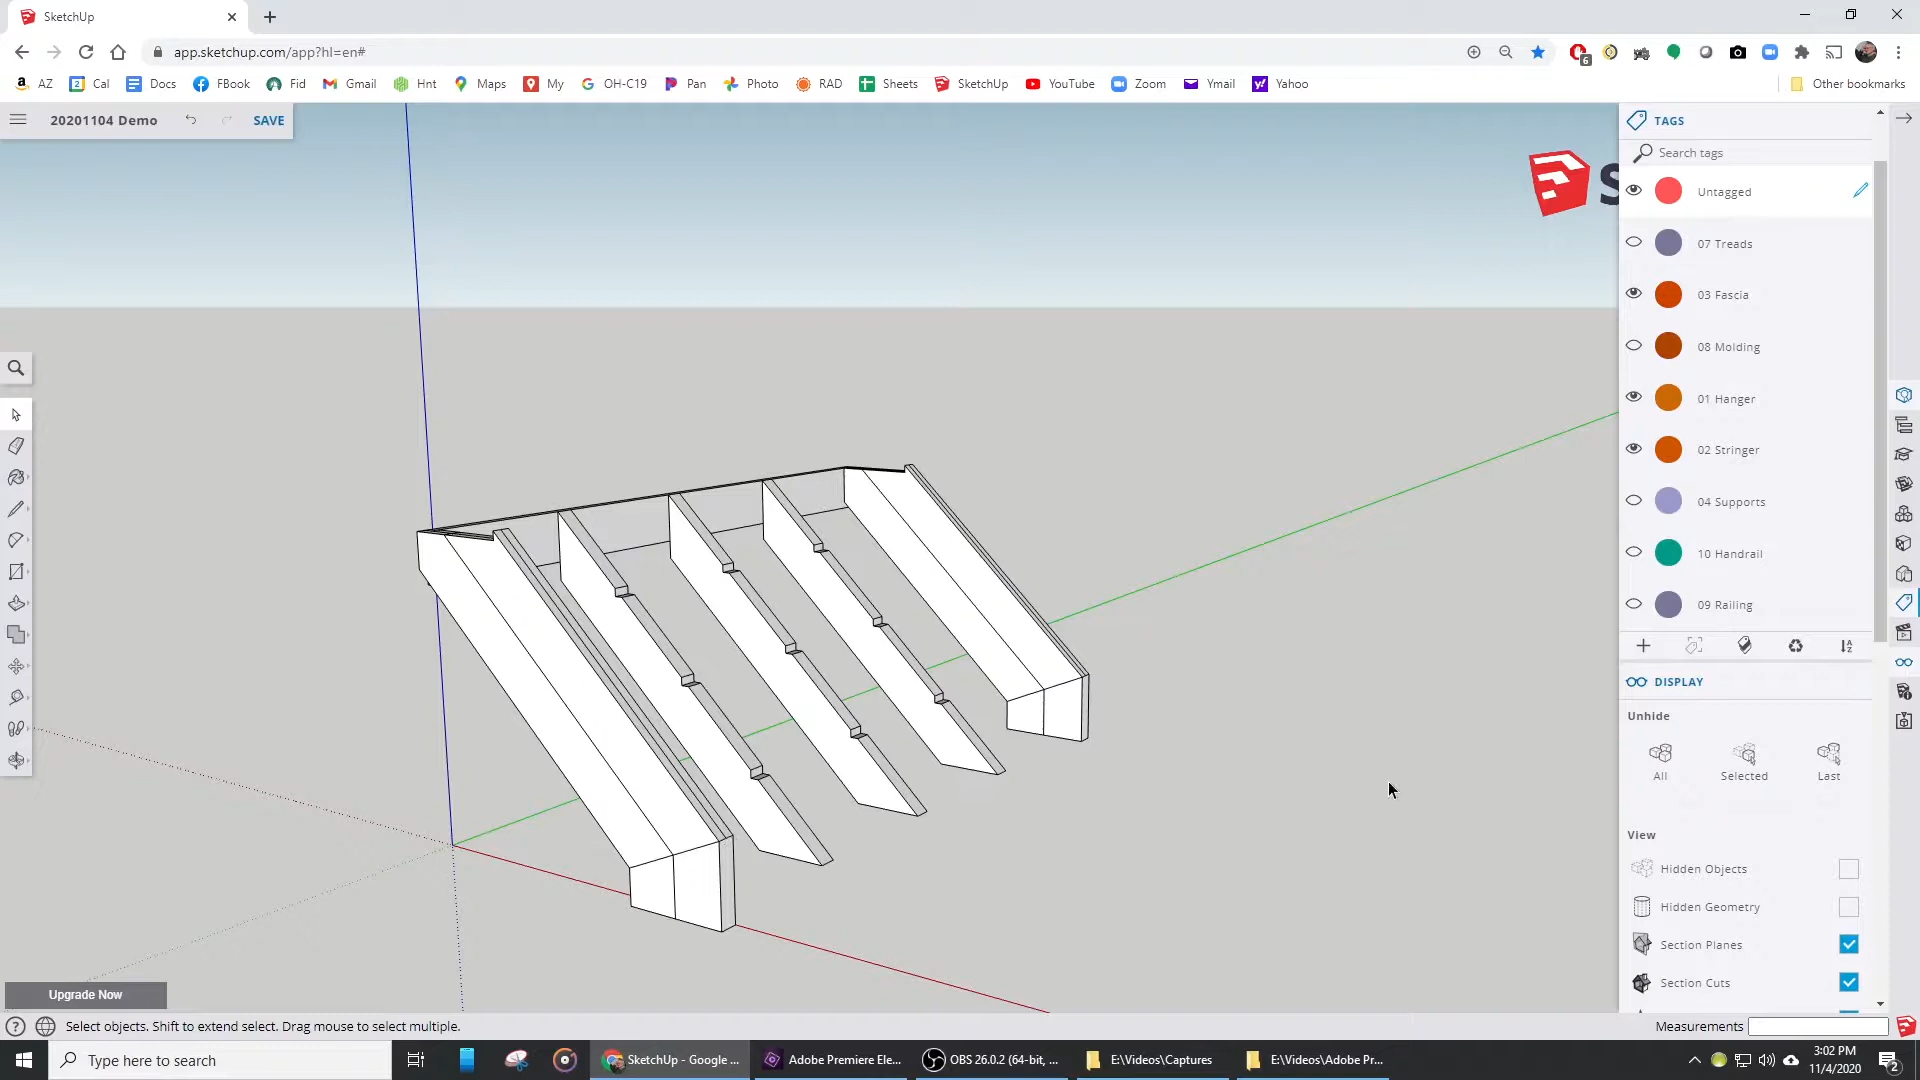 SketchUp
app.sketchup.com/app?hl=en#
6
AZ
2 Cal
Docs
FBook
Fid
Gmail
Hnt
Maps
My
OH-C19
Pan
Photo
RAD
Sheets
SketchUp
YouTube
Zoom
Ymail
Yahoo
Other bookmarks
20201104 Demo
SAVE
S
TAGS
Search tags
Untagged
07 Treads
03 Fascia
08 Molding
01 Hanger
02 Stringer
04 Supports
10 Handrail
09 Railing
DISPLAY
Unhide
All
Selected
Last
View
Hidden Objects
Hidden Geometry
Section Planes
Section Cuts
Upgrade Now
Select objects. Shift to extend select. Drag mouse to select multiple.
Measurements
Type here to search
SketchUp - Google ...
Adobe Premiere Ele...
OBS 26.0.2 (64-bit, ...
E:\Videos\Captures
E:\Videos\Adobe Pr...
3:02 PM
11/4/2020
2